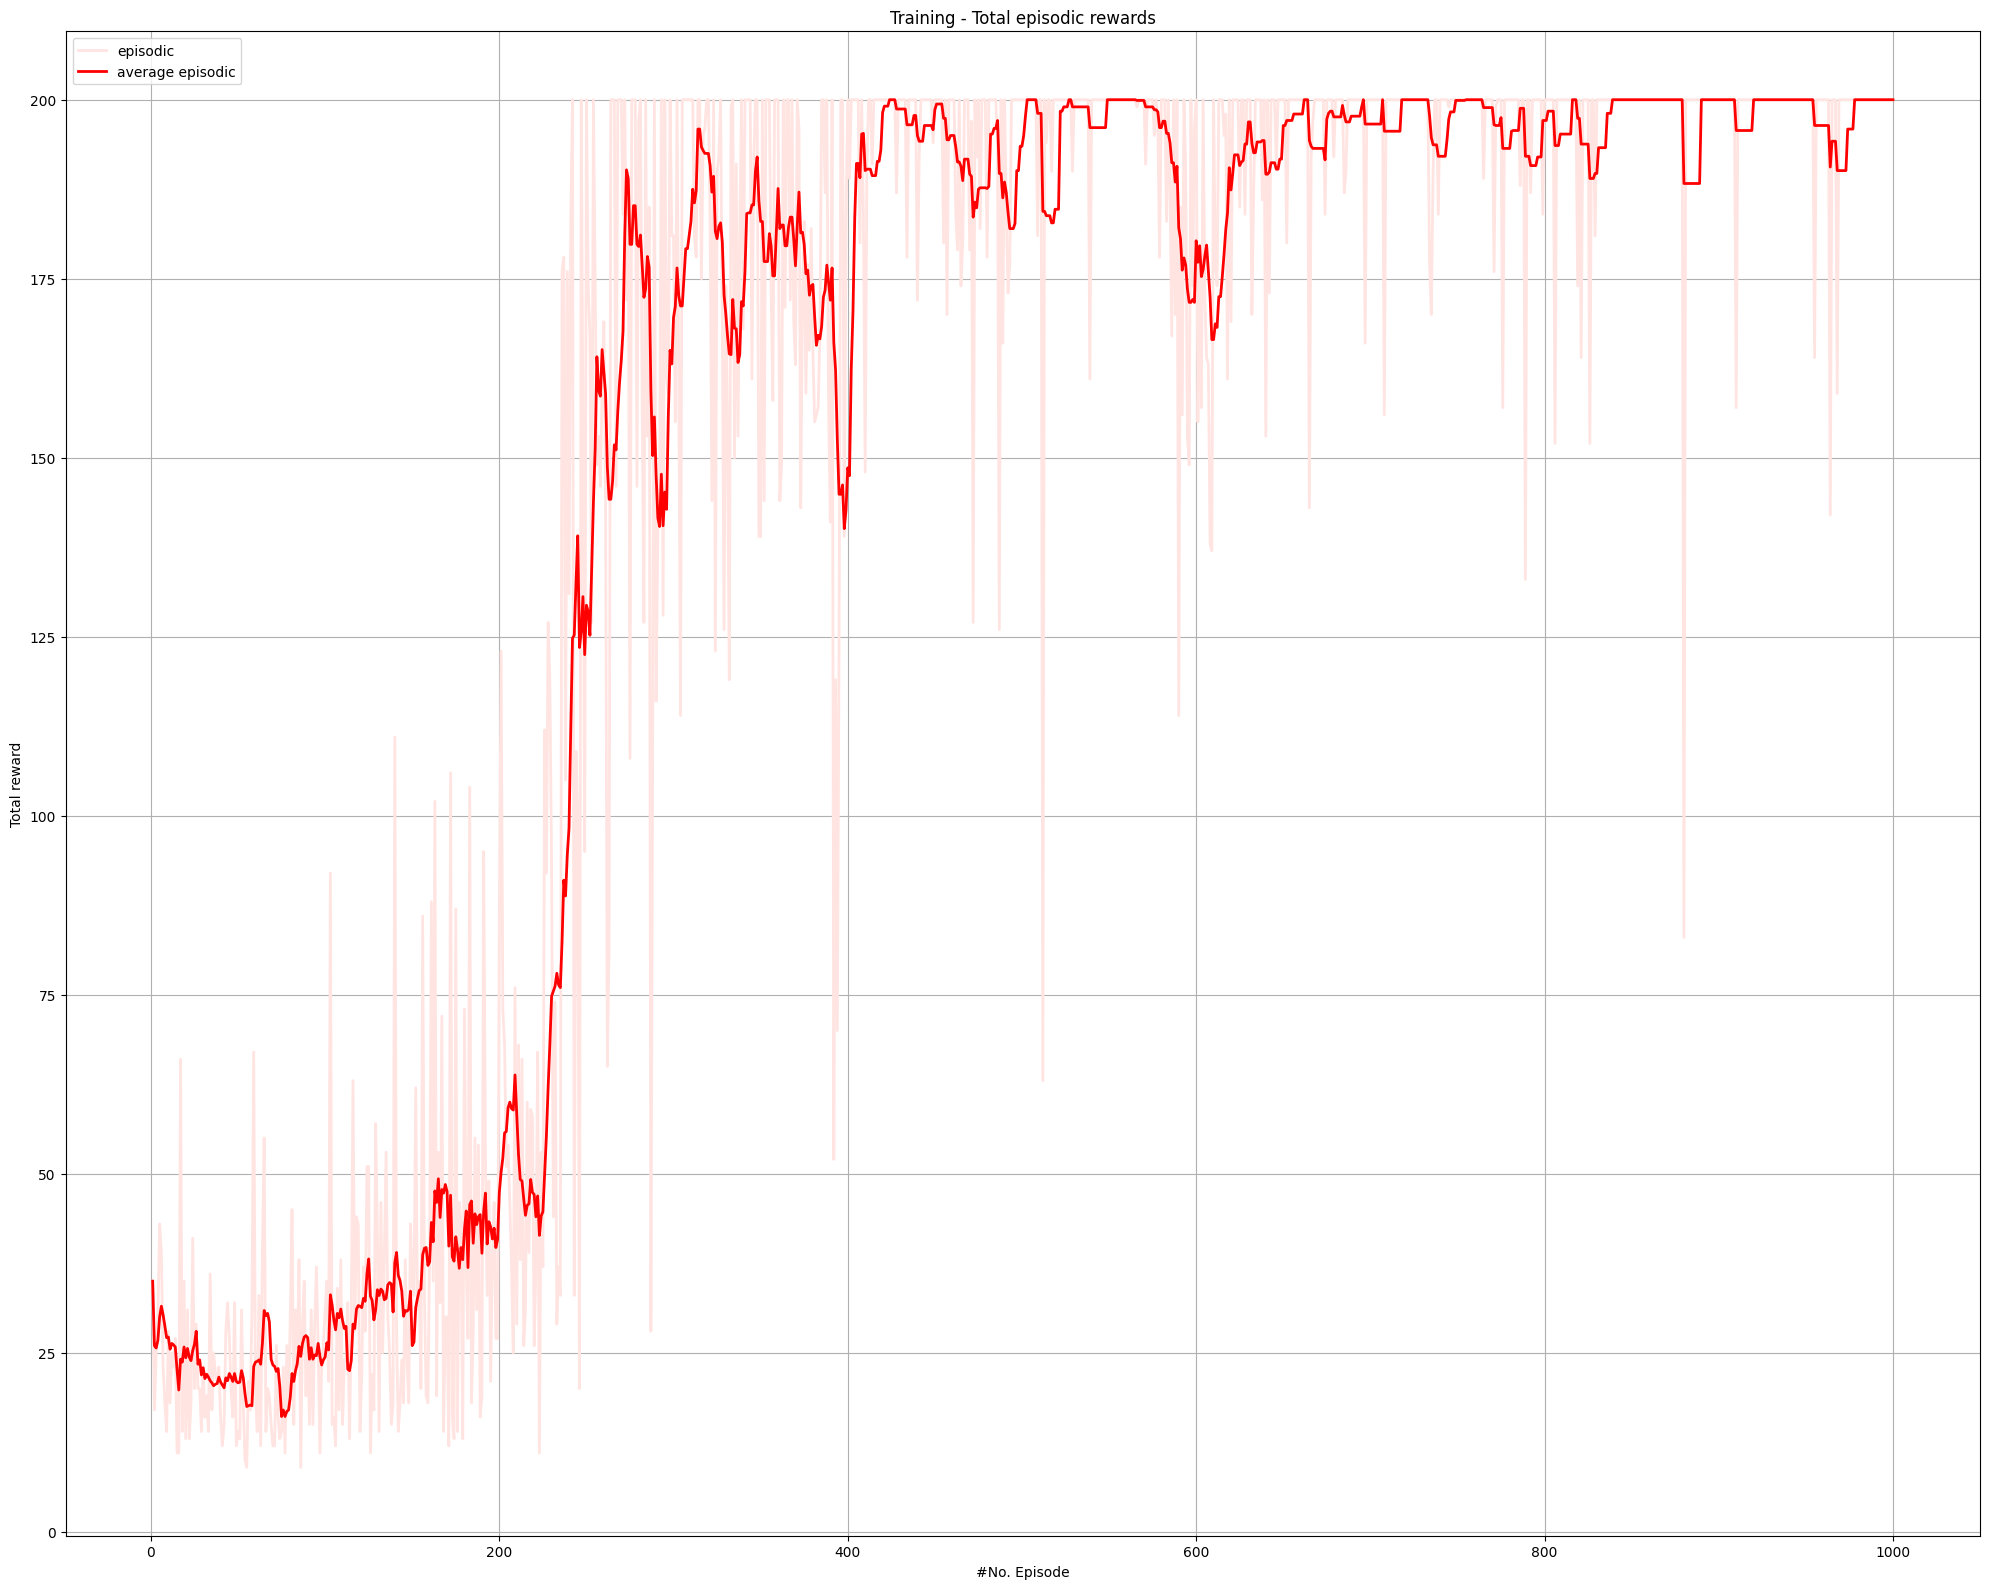 Training - Total episodic rewards
episodic
average episodic
200
175
150
125
100
75
50
25
0
Total reward
0 200 400 600 800 1000
#No. Episode